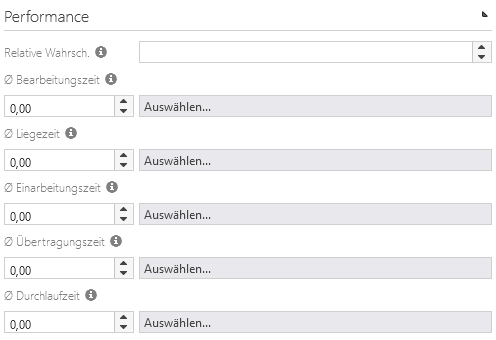 Performance
Relative Wahrsch.
Ø Bearbeitungszeit
0,00 Auswählen...
Ø Liegezeit
0,00 Auswählen...
Ø Einarbeitungszeit
0,00 Auswählen...
Ø Übertragungszeit
0,00 Auswählen...
Ø Durchlaufzeit
0,00 Auswählen...